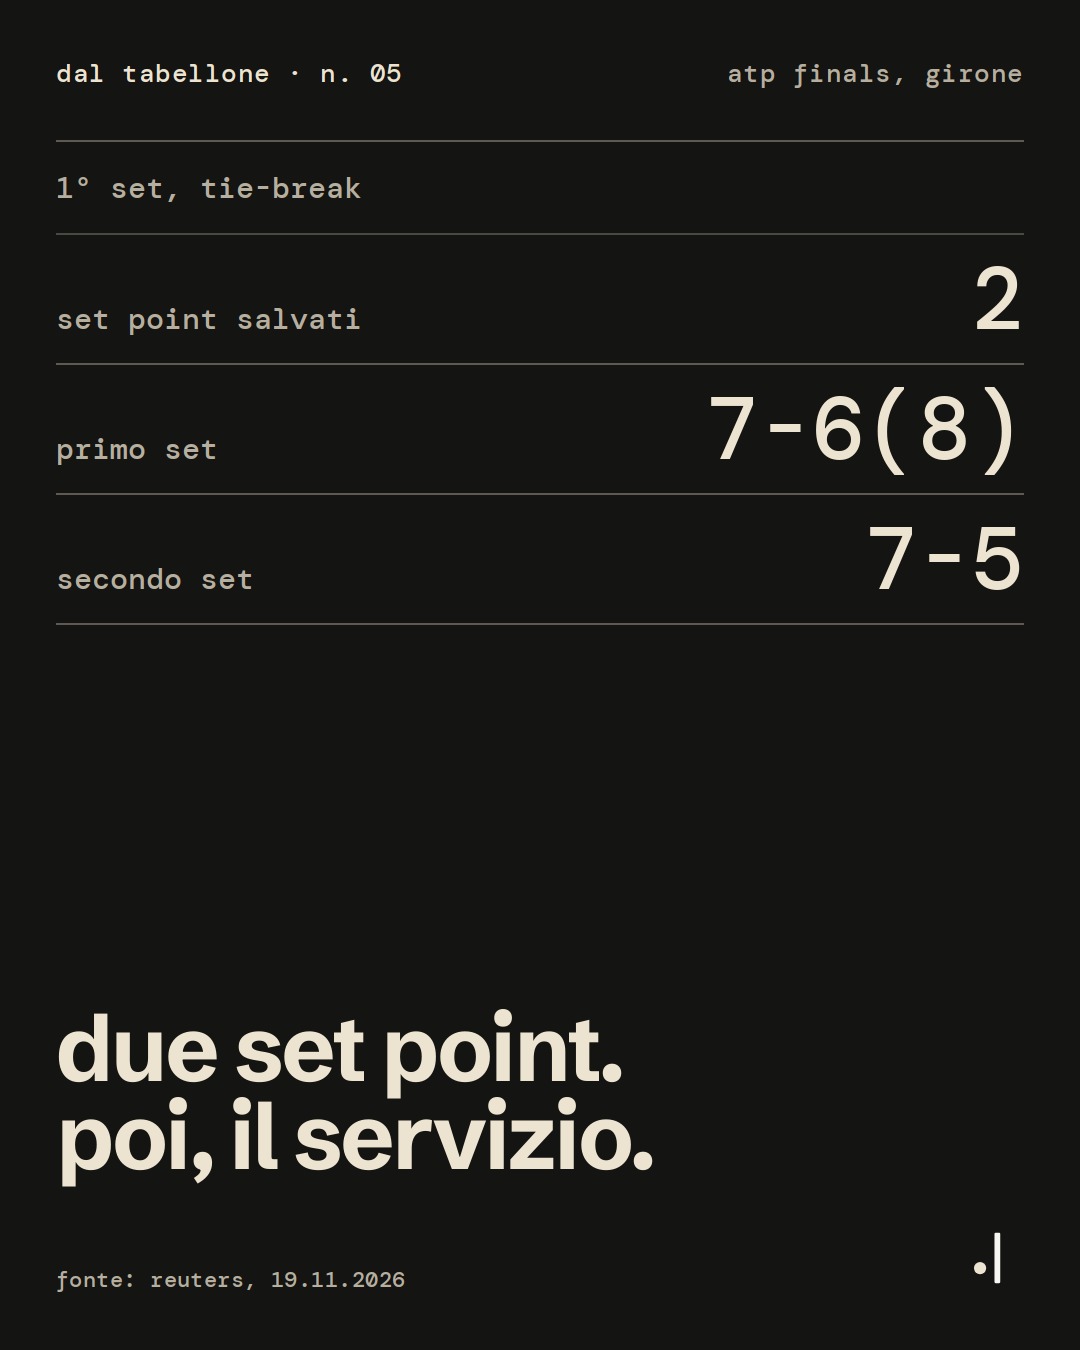 dal tabellone · n. 05
atp finals, girone
1° set, tie-break
set point salvati 2
primo set 7-6(8)
secondo set 7-5
due set point.
poi, il servizio.
fonte: reuters, 19.11.2026